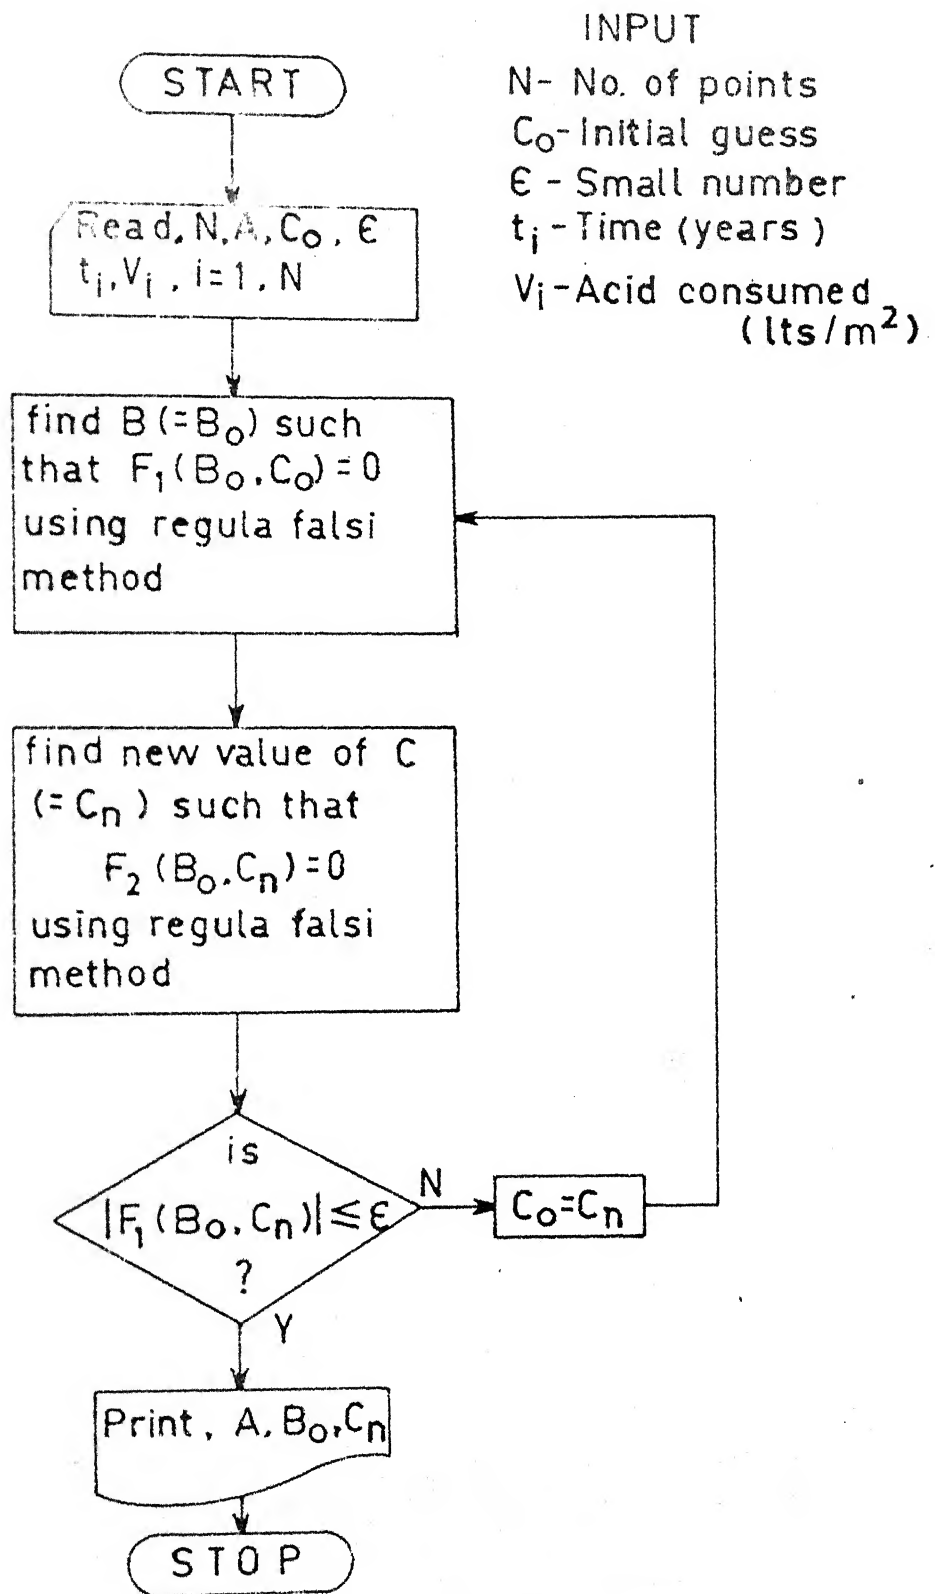 START
Read, N, A, C₀, ϵ
tᵢ, Vᵢ, i=1, N
INPUT
N- No. of points
C₀-Initial guess
ϵ - Small number
tᵢ -Time (years)
Vᵢ-Acid consumed
(lts/m²)
find B (=B₀) such
that F₁(B₀,C₀)=0
using regula falsi
method
find new value of C
(=Cₙ) such that
F₂(B₀,Cₙ)=0
using regula falsi
method
is
|F₁(B₀,Cₙ)|≤ϵ
?
N
C₀=Cₙ
Y
Print, A, B₀,Cₙ
STOP